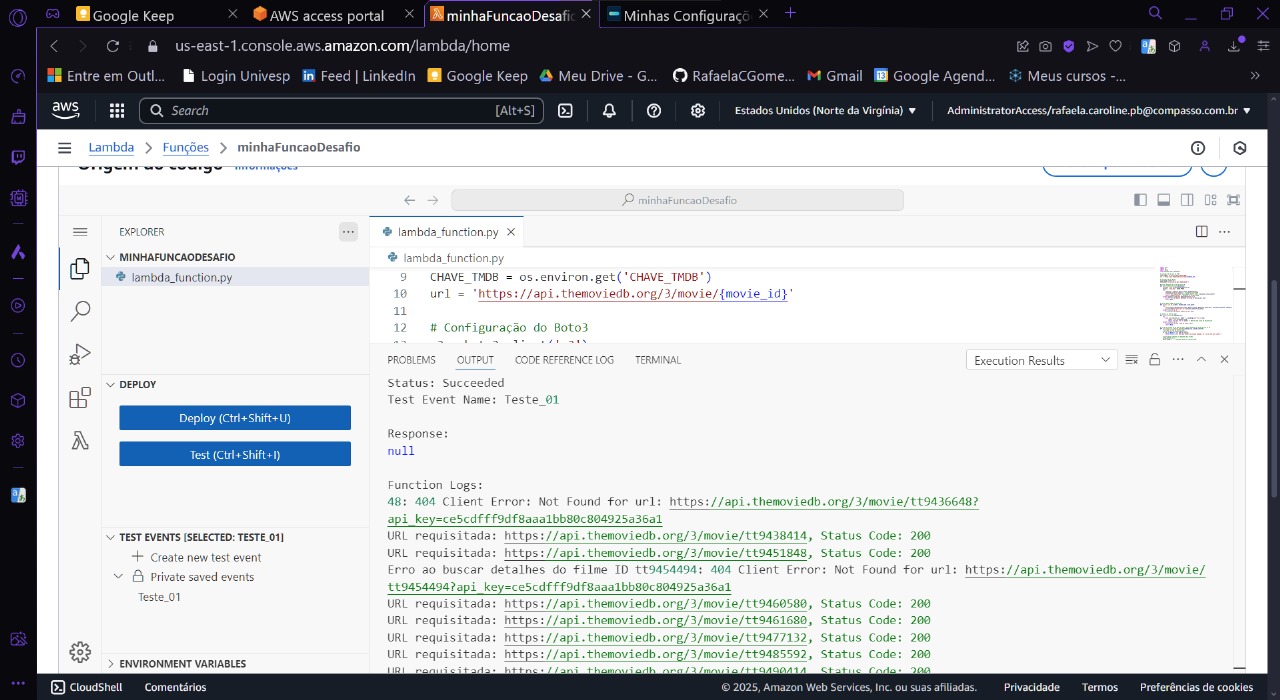 Google Keep
AWS access portal
minhaFuncaoDesafi
Minhas Configuraçõ
us-east-1.console.aws.amazon.com/lambda/home
Entre em Outl...
Login Univesp
Feed | LinkedIn
Google Keep
Meu Drive - G...
RafaelaCGome...
Gmail
Google Agend...
Meus cursos -...
aws
Search
[Alt+S]
Estados Unidos (Norte da Virgínia)
AdministratorAccess/rafaela.caroline.pb@compasso.com.br
Lambda
Funções
minhaFuncaoDesafio
Origem do código
Informações
minhaFuncaoDesafio
EXPLORER
MINHAFUNCAODESAFIO
lambda_function.py
DEPLOY
Deploy (Ctrl+Shift+U)
Test (Ctrl+Shift+I)
TEST EVENTS [SELECTED: TESTE_01]
Create new test event
Private saved events
Teste_01
ENVIRONMENT VARIABLES
lambda_function.py
lambda_function.py
9 CHAVE_TMDB = os.environ.get('CHAVE_TMDB')
10 url = 'https://api.themoviedb.org/3/movie/{movie_id}'
11
12 # Configuração do Boto3
PROBLEMS
OUTPUT
CODE REFERENCE LOG
TERMINAL
Execution Results
Status: Succeeded
Test Event Name: Teste_01
Response:
null
Function Logs:
48: 404 Client Error: Not Found for url: https://api.themoviedb.org/3/movie/tt9436648?
api_key=ce5cdfff9df8aaa1bb80c804925a36a1
URL requisitada: https://api.themoviedb.org/3/movie/tt9438414, Status Code: 200
URL requisitada: https://api.themoviedb.org/3/movie/tt9451848, Status Code: 200
Erro ao buscar detalhes do filme ID tt9454494: 404 Client Error: Not Found for url: https://api.themoviedb.org/3/movie/
tt9454494?api_key=ce5cdfff9df8aaa1bb80c804925a36a1
URL requisitada: https://api.themoviedb.org/3/movie/tt9460580, Status Code: 200
URL requisitada: https://api.themoviedb.org/3/movie/tt9461680, Status Code: 200
URL requisitada: https://api.themoviedb.org/3/movie/tt9477132, Status Code: 200
URL requisitada: https://api.themoviedb.org/3/movie/tt9485592, Status Code: 200
URL requisitada: https://api.themoviedb.org/3/movie/tt9490414, Status Code: 200
CloudShell
Comentários
© 2025, Amazon Web Services, Inc. ou suas afiliadas.
Privacidade
Termos
Preferências de cookies